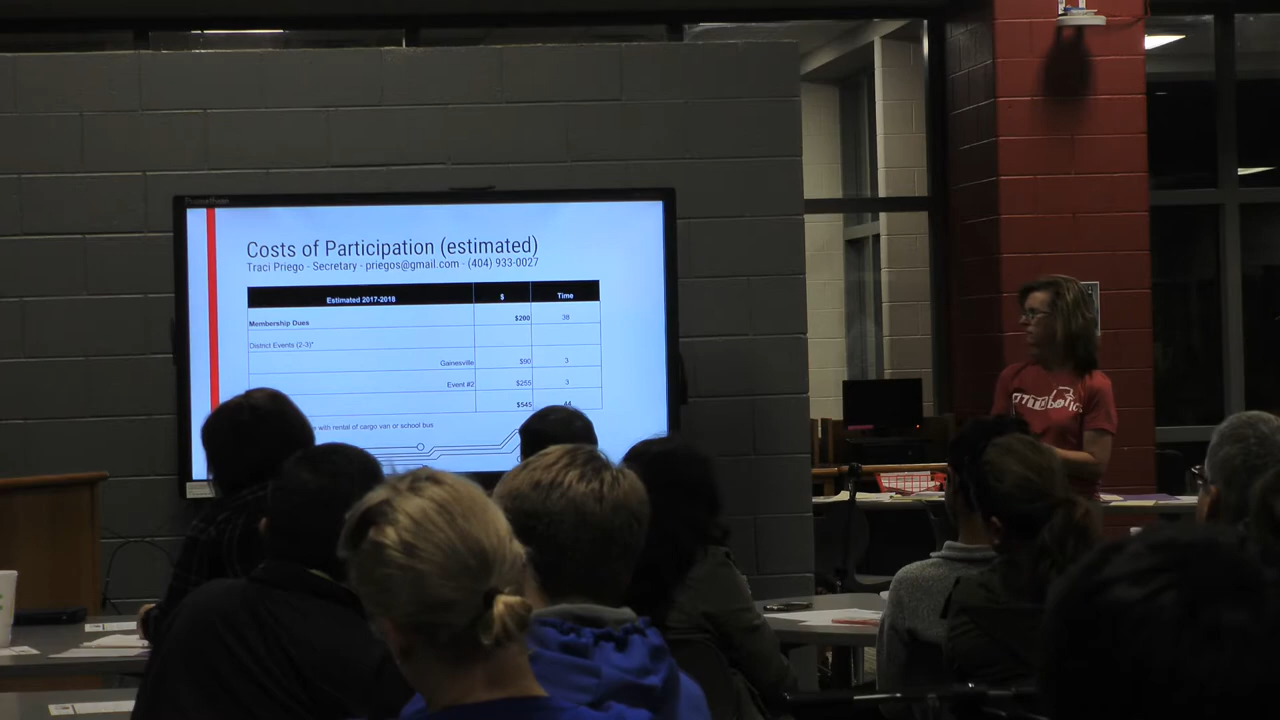 Promethean
Costs of Participation (estimated)
Traci Priego - Secretary - priegos@gmail.com - (404) 933-0027
Estimated 2017-2018 $ Time
Membership Dues $200 38
District Events (2-3)*
Gainesville $90 3
Event #2 $255 3
$545 44
with rental of cargo van or school bus